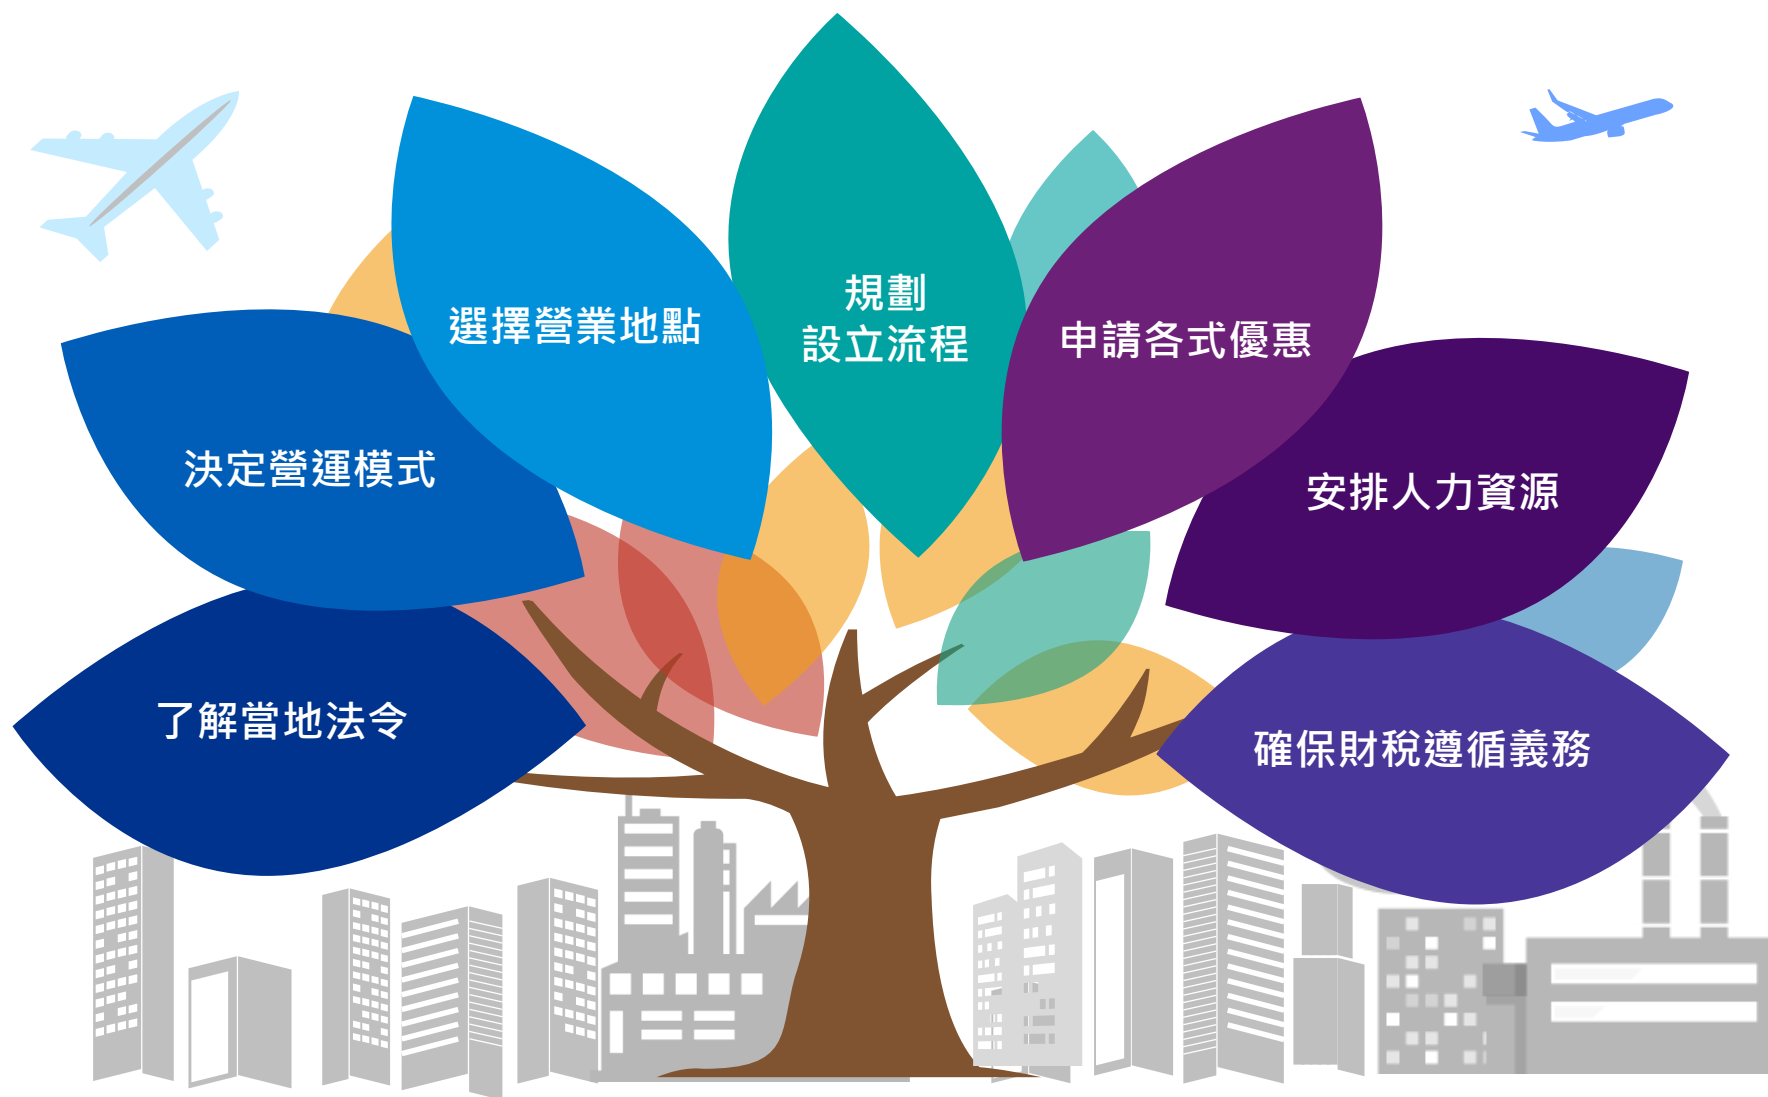 了解當地法令
決定營運模式
選擇營業地點
規劃
設立流程
申請各式優惠
安排人力資源
確保財稅遵循義務